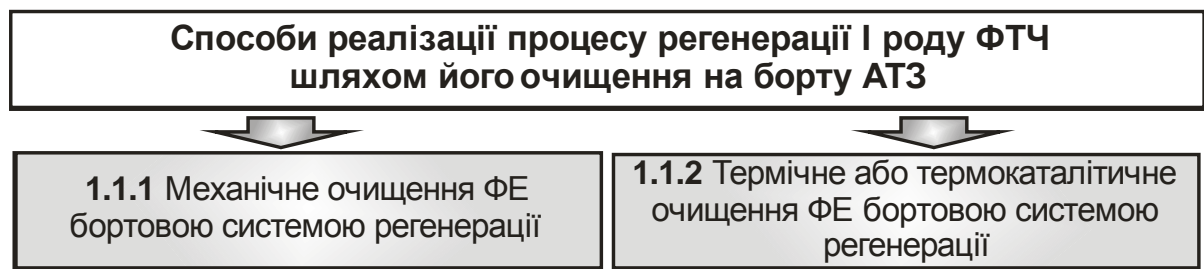 Способи реалізації процесу регенерації І роду ФТЧ
шляхом його очищення на борту АТЗ
1.1.1 Механічне очищення ФЕ
бортовою системою регенерації
1.1.2 Термічне або термокаталітичне
очищення ФЕ бортовою системою
регенерації